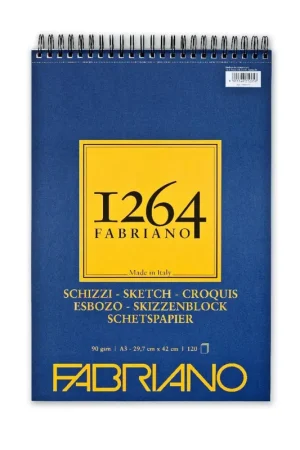 1264
FABRIANO
Made in Italy
SCHIZZI - SKETCH - CROQUIS
ESBOZO - SKIZZENBLOCK
SCHETSPAPIER
90 gsm / A3 - 29,7 cm x 42 cm / 120
FABRIANO